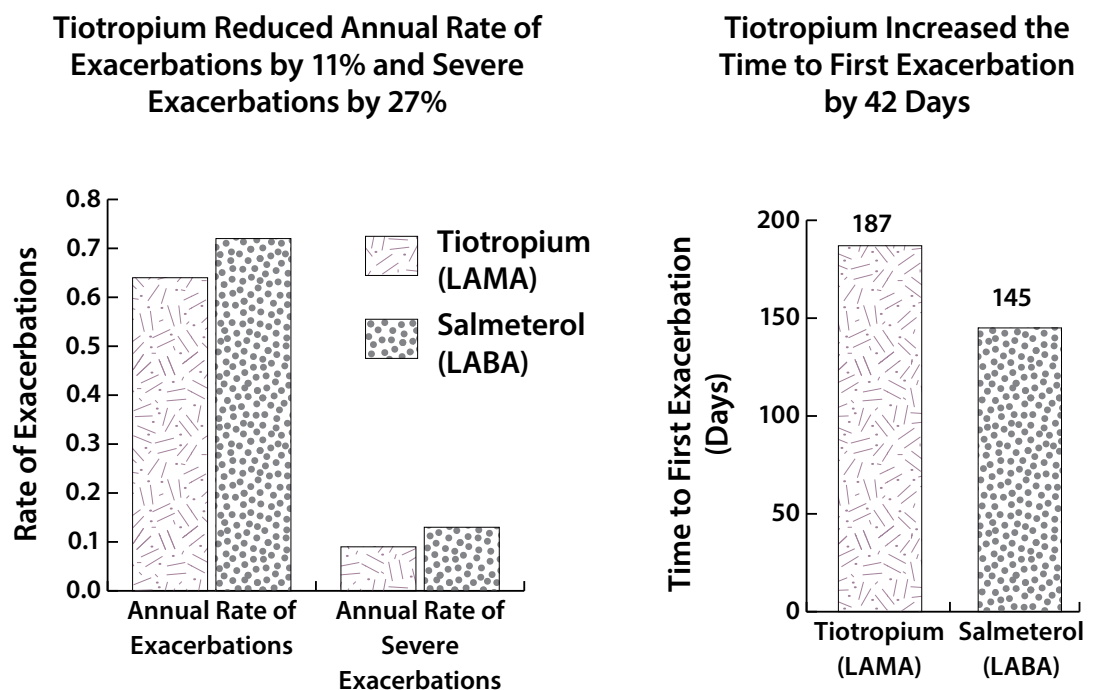 Tiotropium Reduced Annual Rate of
Exacerbations by 11% and Severe
Exacerbations by 27%
Rate of Exacerbations
0.8
0.7
0.6
0.5
0.4
0.3
0.2
0.1
0.0
Tiotropium
(LAMA)
Salmeterol
(LABA)
Annual Rate of
Exacerbations
Annual Rate of
Severe
Exacerbations
Tiotropium Increased the
Time to First Exacerbation
by 42 Days
Time to First Exacerbation
(Days)
200
150
100
50
0
187
145
Tiotropium
(LAMA)
Salmeterol
(LABA)